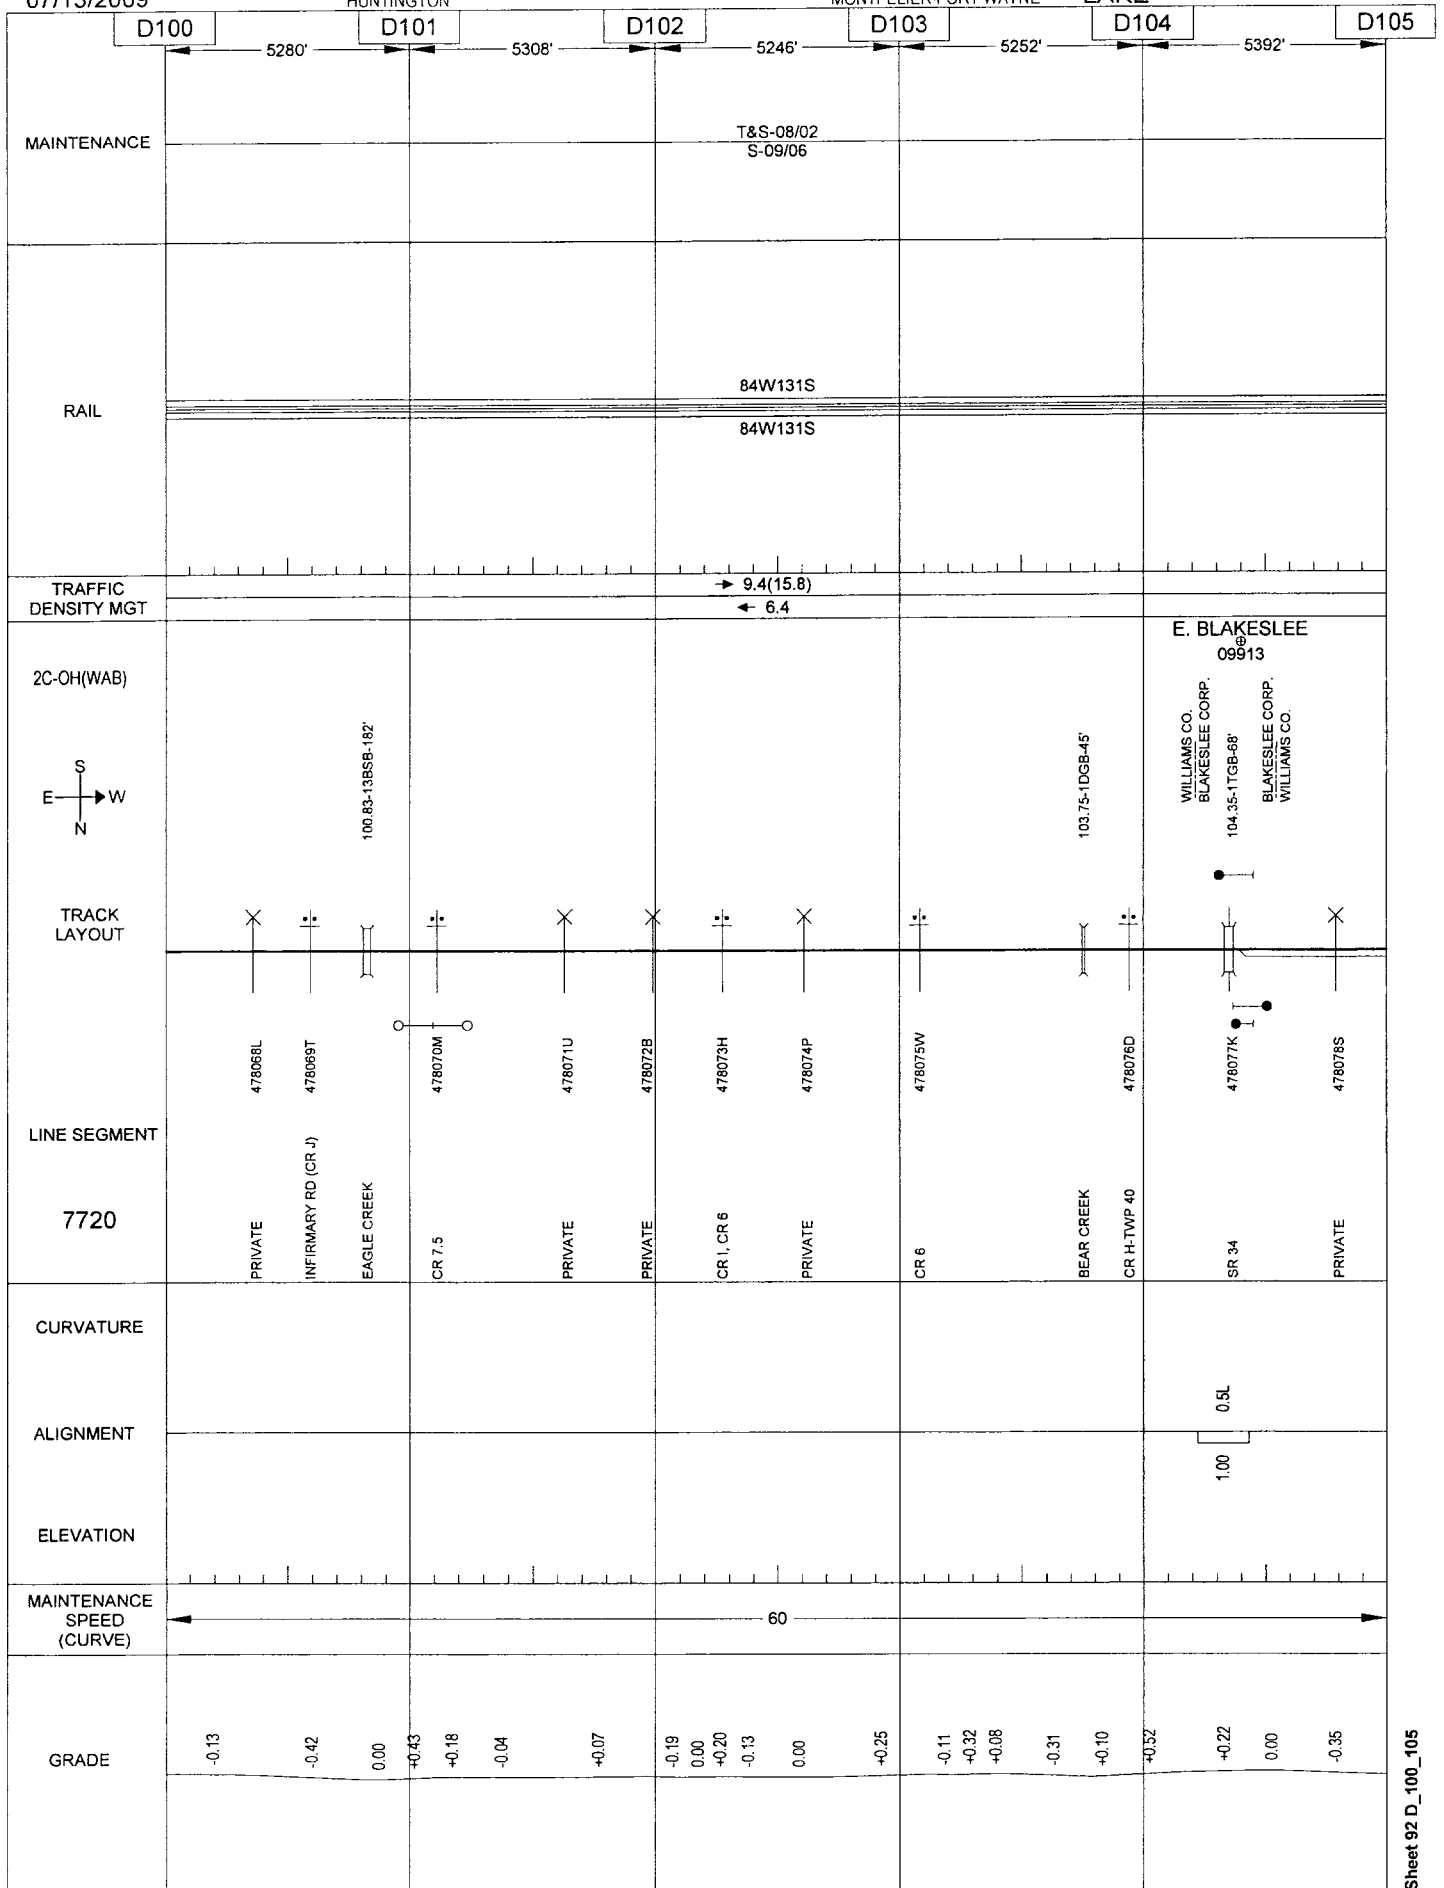 07/13/2009 HUNTINGTON MONTPELIER-FORT WAYNE LAKE
D100 D101 D102 D103 D104 D105
5280' 5308' 5246' 5252' 5392'
MAINTENANCE
T&S-08/02
S-09/06
RAIL
84W131S
84W131S
TRAFFIC
DENSITY MGT
9.4(15.8)
6.4
2C-OH(WAB)
E. BLAKESLEE
09913
S
E W
N
100.83-13BSB-182'
103.75-1DGB-45'
WILLIAMS CO.
BLAKESLEE CORP.
104.35-1TGB-68'
BLAKESLEE CORP.
WILLIAMS CO.
TRACK
LAYOUT
478068L
478069T
478070M
478071U
478072B
478073H
478074P
478075W
478076D
478077K
478078S
LINE SEGMENT
7720
PRIVATE
INFIRMARY RD (CR J)
EAGLE CREEK
CR 7.5
PRIVATE
PRIVATE
CR I, CR 6
PRIVATE
CR 6
BEAR CREEK
CR H-TWP 40
SR 34
PRIVATE
CURVATURE
ALIGNMENT
0.5L
1.00
ELEVATION
MAINTENANCE
SPEED
(CURVE)
60
GRADE
-0.13
-0.42
0.00
+0.43
+0.18
-0.04
+0.07
-0.19
0.00
+0.20
-0.13
0.00
+0.25
-0.11
+0.32
+0.08
-0.31
+0.10
+0.52
+0.22
0.00
-0.35
Sheet 92 D_100_105